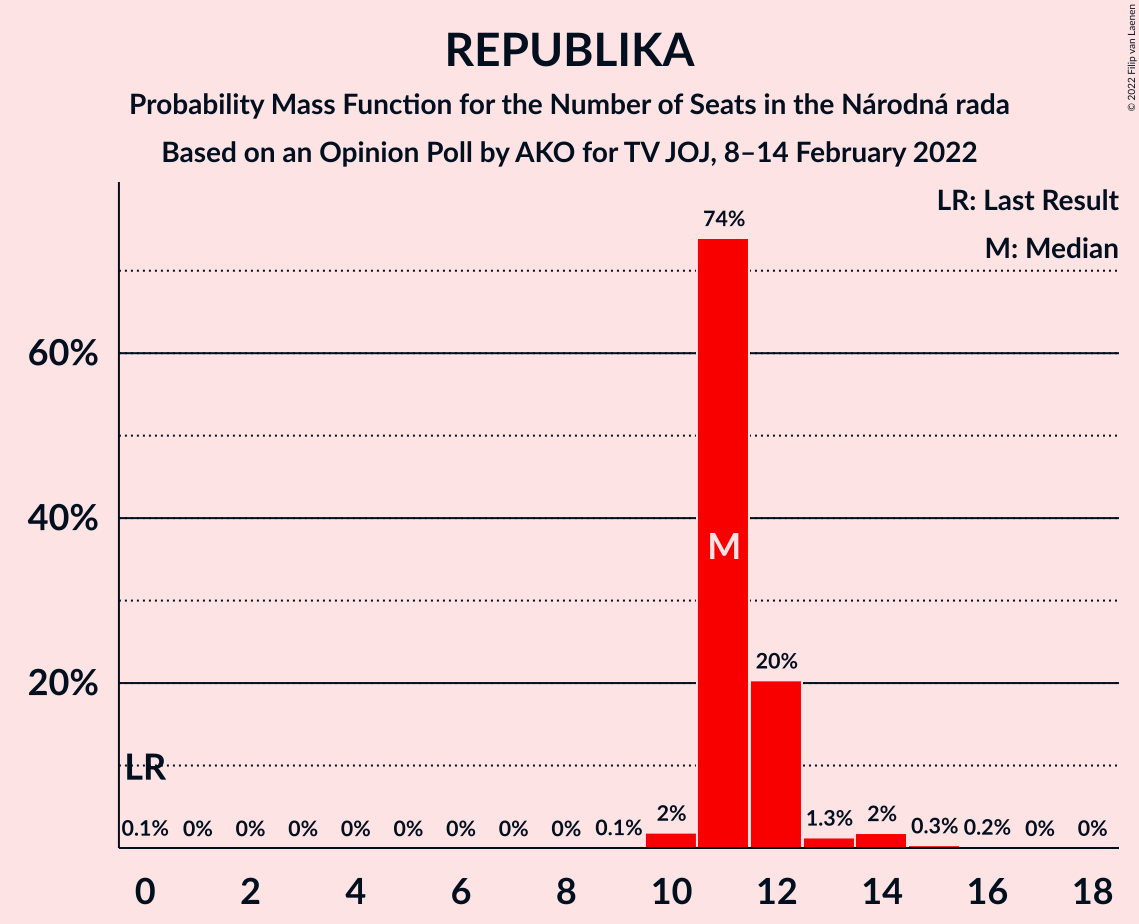 REPUBLIKA
Probability Mass Function for the Number of Seats in the Národná rada
Based on an Opinion Poll by AKO for TV JOJ, 8–14 February 2022
© 2022 Filip van Laenen
LR: Last Result
M: Median
74%
60%
40%
M
20%
20%
LR
0.1% 0% 0% 0% 0% 0% 0% 0% 0% 0.1% 2% 1.3% 2% 0.3% 0.2% 0% 0%
0 2 4 6 8 10 12 14 16 18